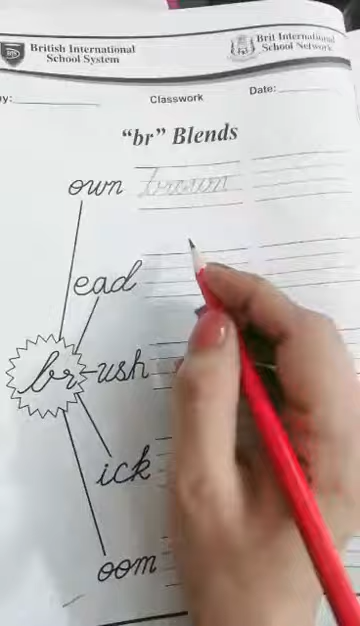 British International
School System
Brit International
School Network
y:
Classwork
Date:
“br” Blends
own brown
ead
br ush
ick
oom